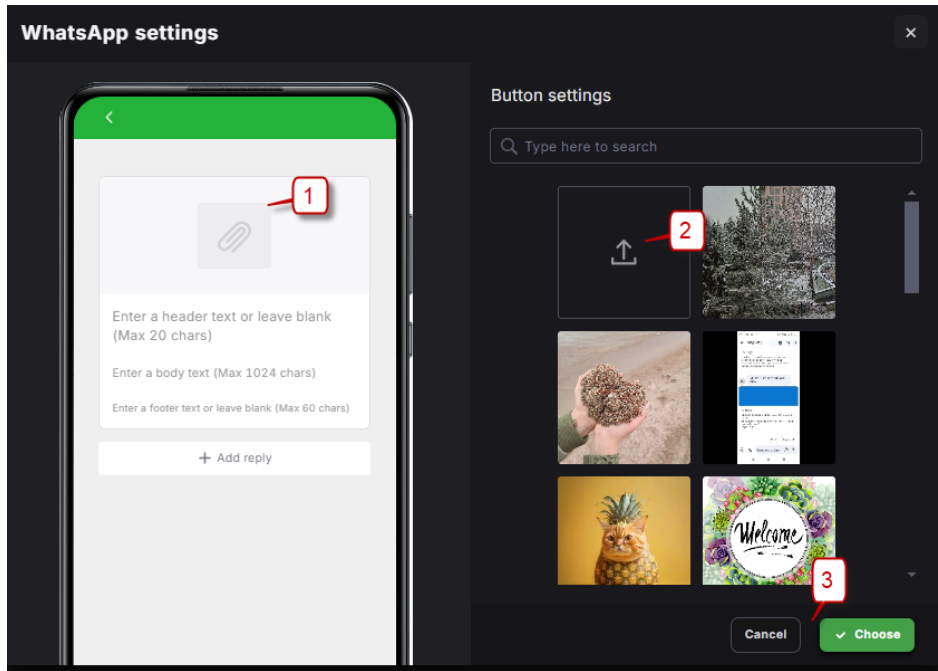 WhatsApp settings
Button settings
Type here to search
1
2
Enter a header text or leave blank
(Max 20 chars)
Enter a body text (Max 1024 chars)
Enter a footer text or leave blank (Max 60 chars)
+ Add reply
Welcome
3
Cancel
Choose